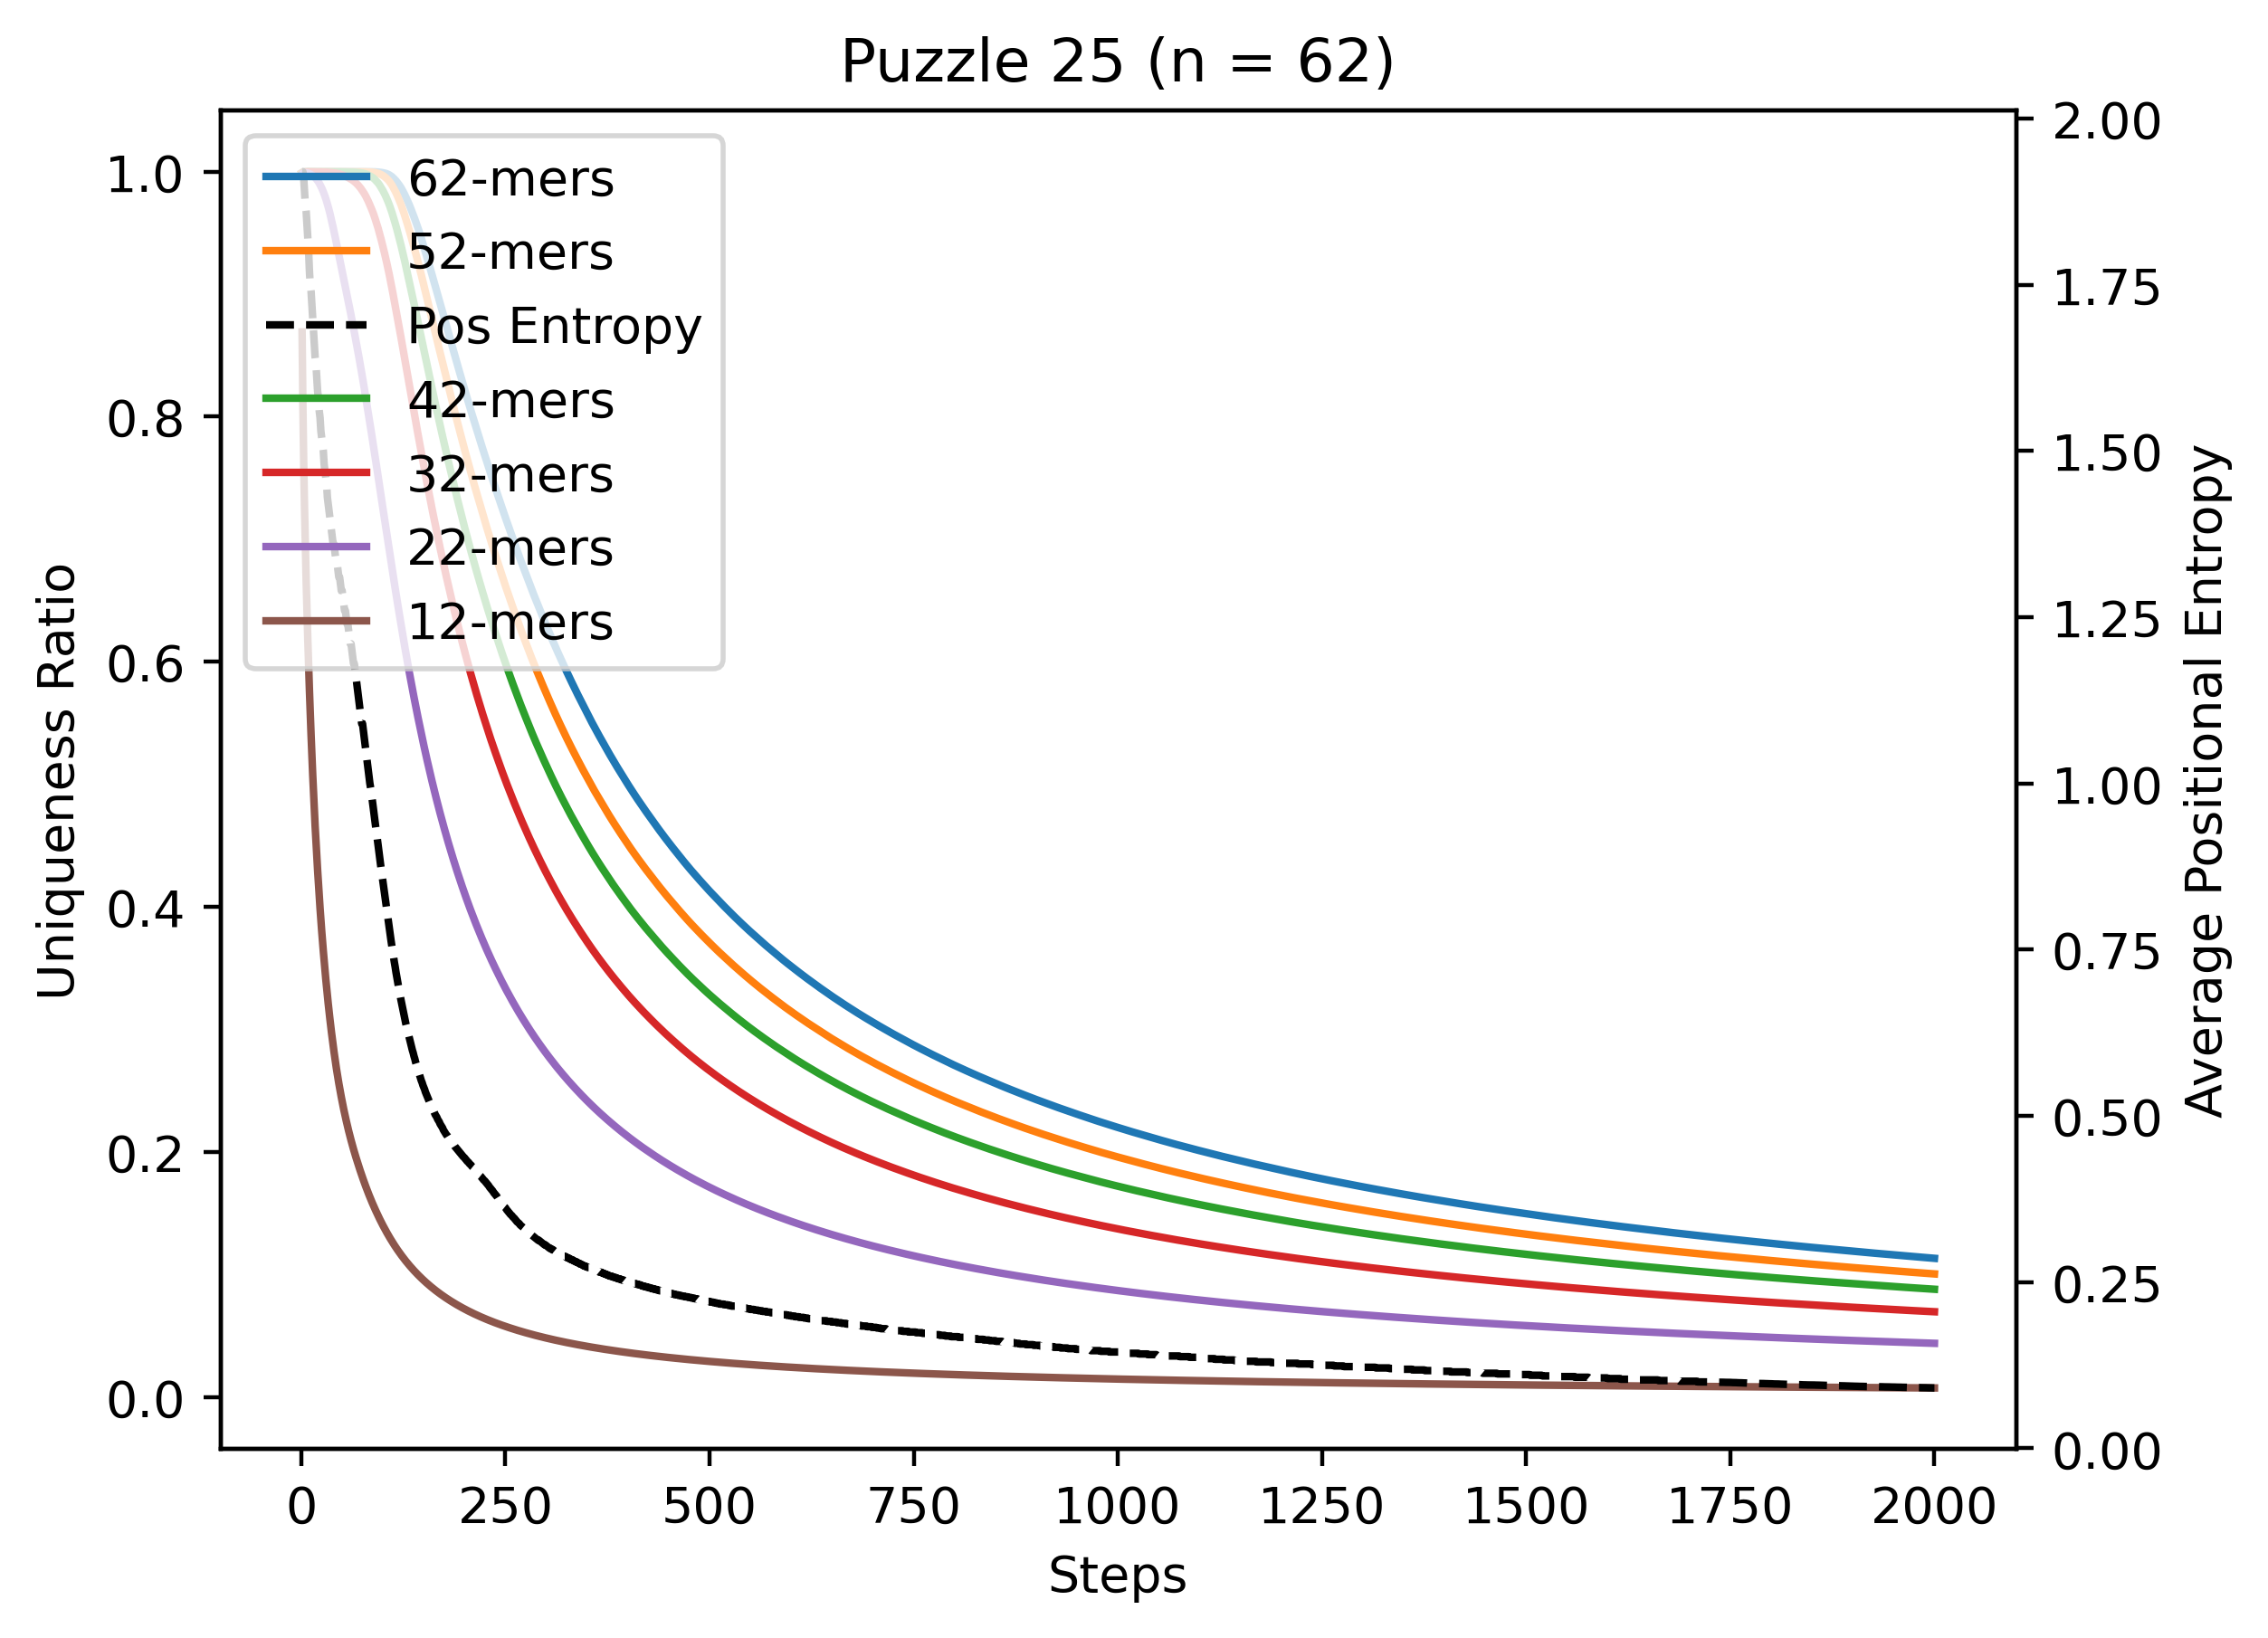 Puzzle 25 (n = 62)
62-mers
52-mers
Pos Entropy
42-mers
32-mers
22-mers
12-mers
Uniqueness Ratio
1.0
0.8
0.6
0.4
0.2
0.0
2.00
1.75
1.50
1.25
1.00
0.75
0.50
0.25
0.00
Average Positional Entropy
0 250 500 750 1000 1250 1500 1750 2000
Steps